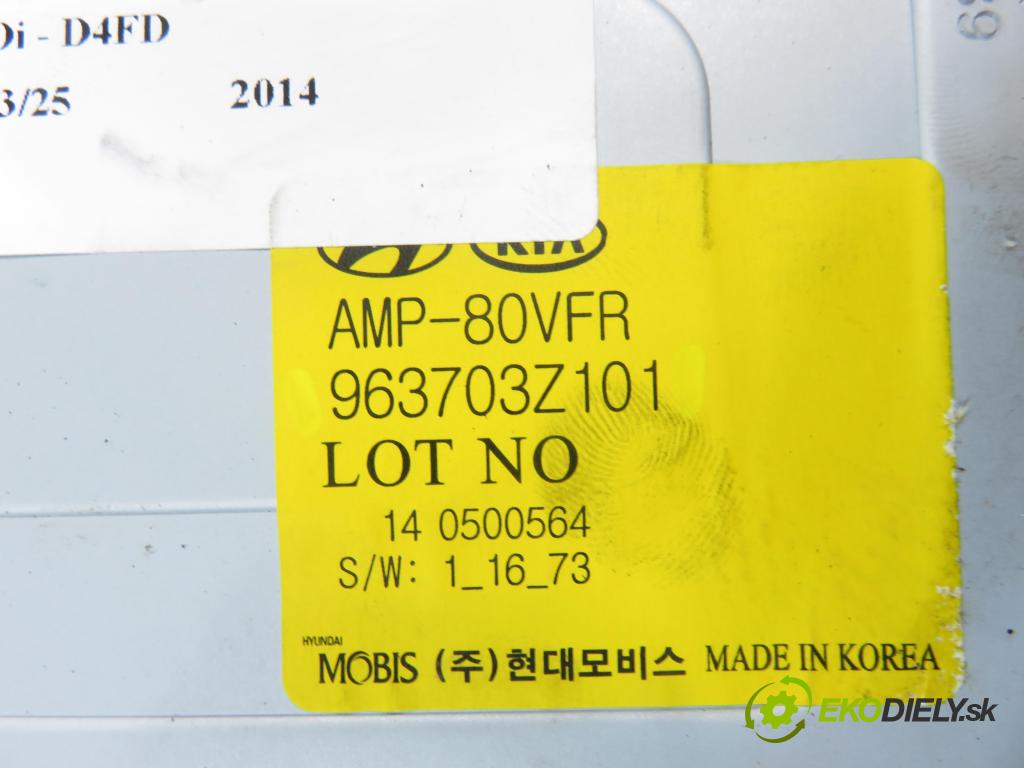 Di - D4FD
3/25 2014
KIA
AMP-80VFR
963703Z101
LOT NO
14 0500564
S/W: 1_16_73
HYUNDAI
MOBIS (주)현대모비스 MADE IN KOREA
EKODIELY.sk